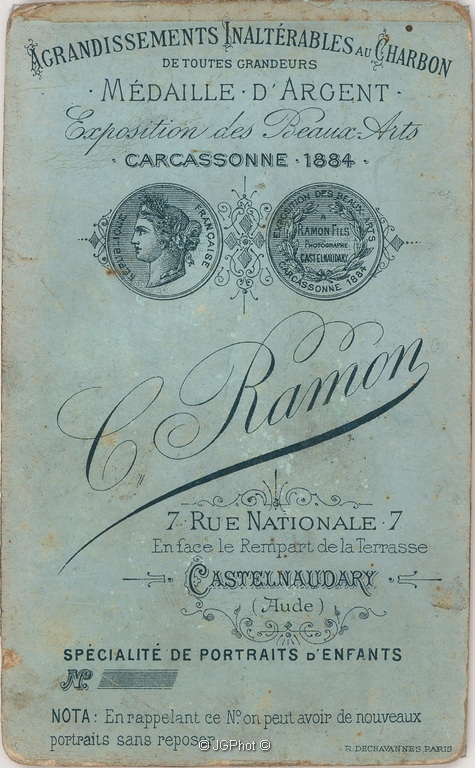 AGRANDISSEMENTS INALTÉRABLES AU CHARBON
DE TOUTES GRANDEURS
· MÉDAILLE · D'ARGENT ·
Exposition des Beaux-Arts
· CARCASSONNE · 1884 ·
RÉPUBLIQUE FRANÇAISE
EXPOSITION DES BEAUX-ARTS
A
RAMON FILS
PHOTOGRAPHE
CASTELNAUDARY
CARCASSONNE 1884
C. Ramon
7 · RUE NATIONALE · 7
En face le Rempart de la Terrasse
CASTELNAUDARY
(Aude)
SPÉCIALITÉ DE PORTRAITS D'ENFANTS
Nº
NOTA : En rappelant ce Nº on peut avoir de nouveaux
portraits sans reposer
© JGPhot ©
R. DECHAVANNES. PARIS